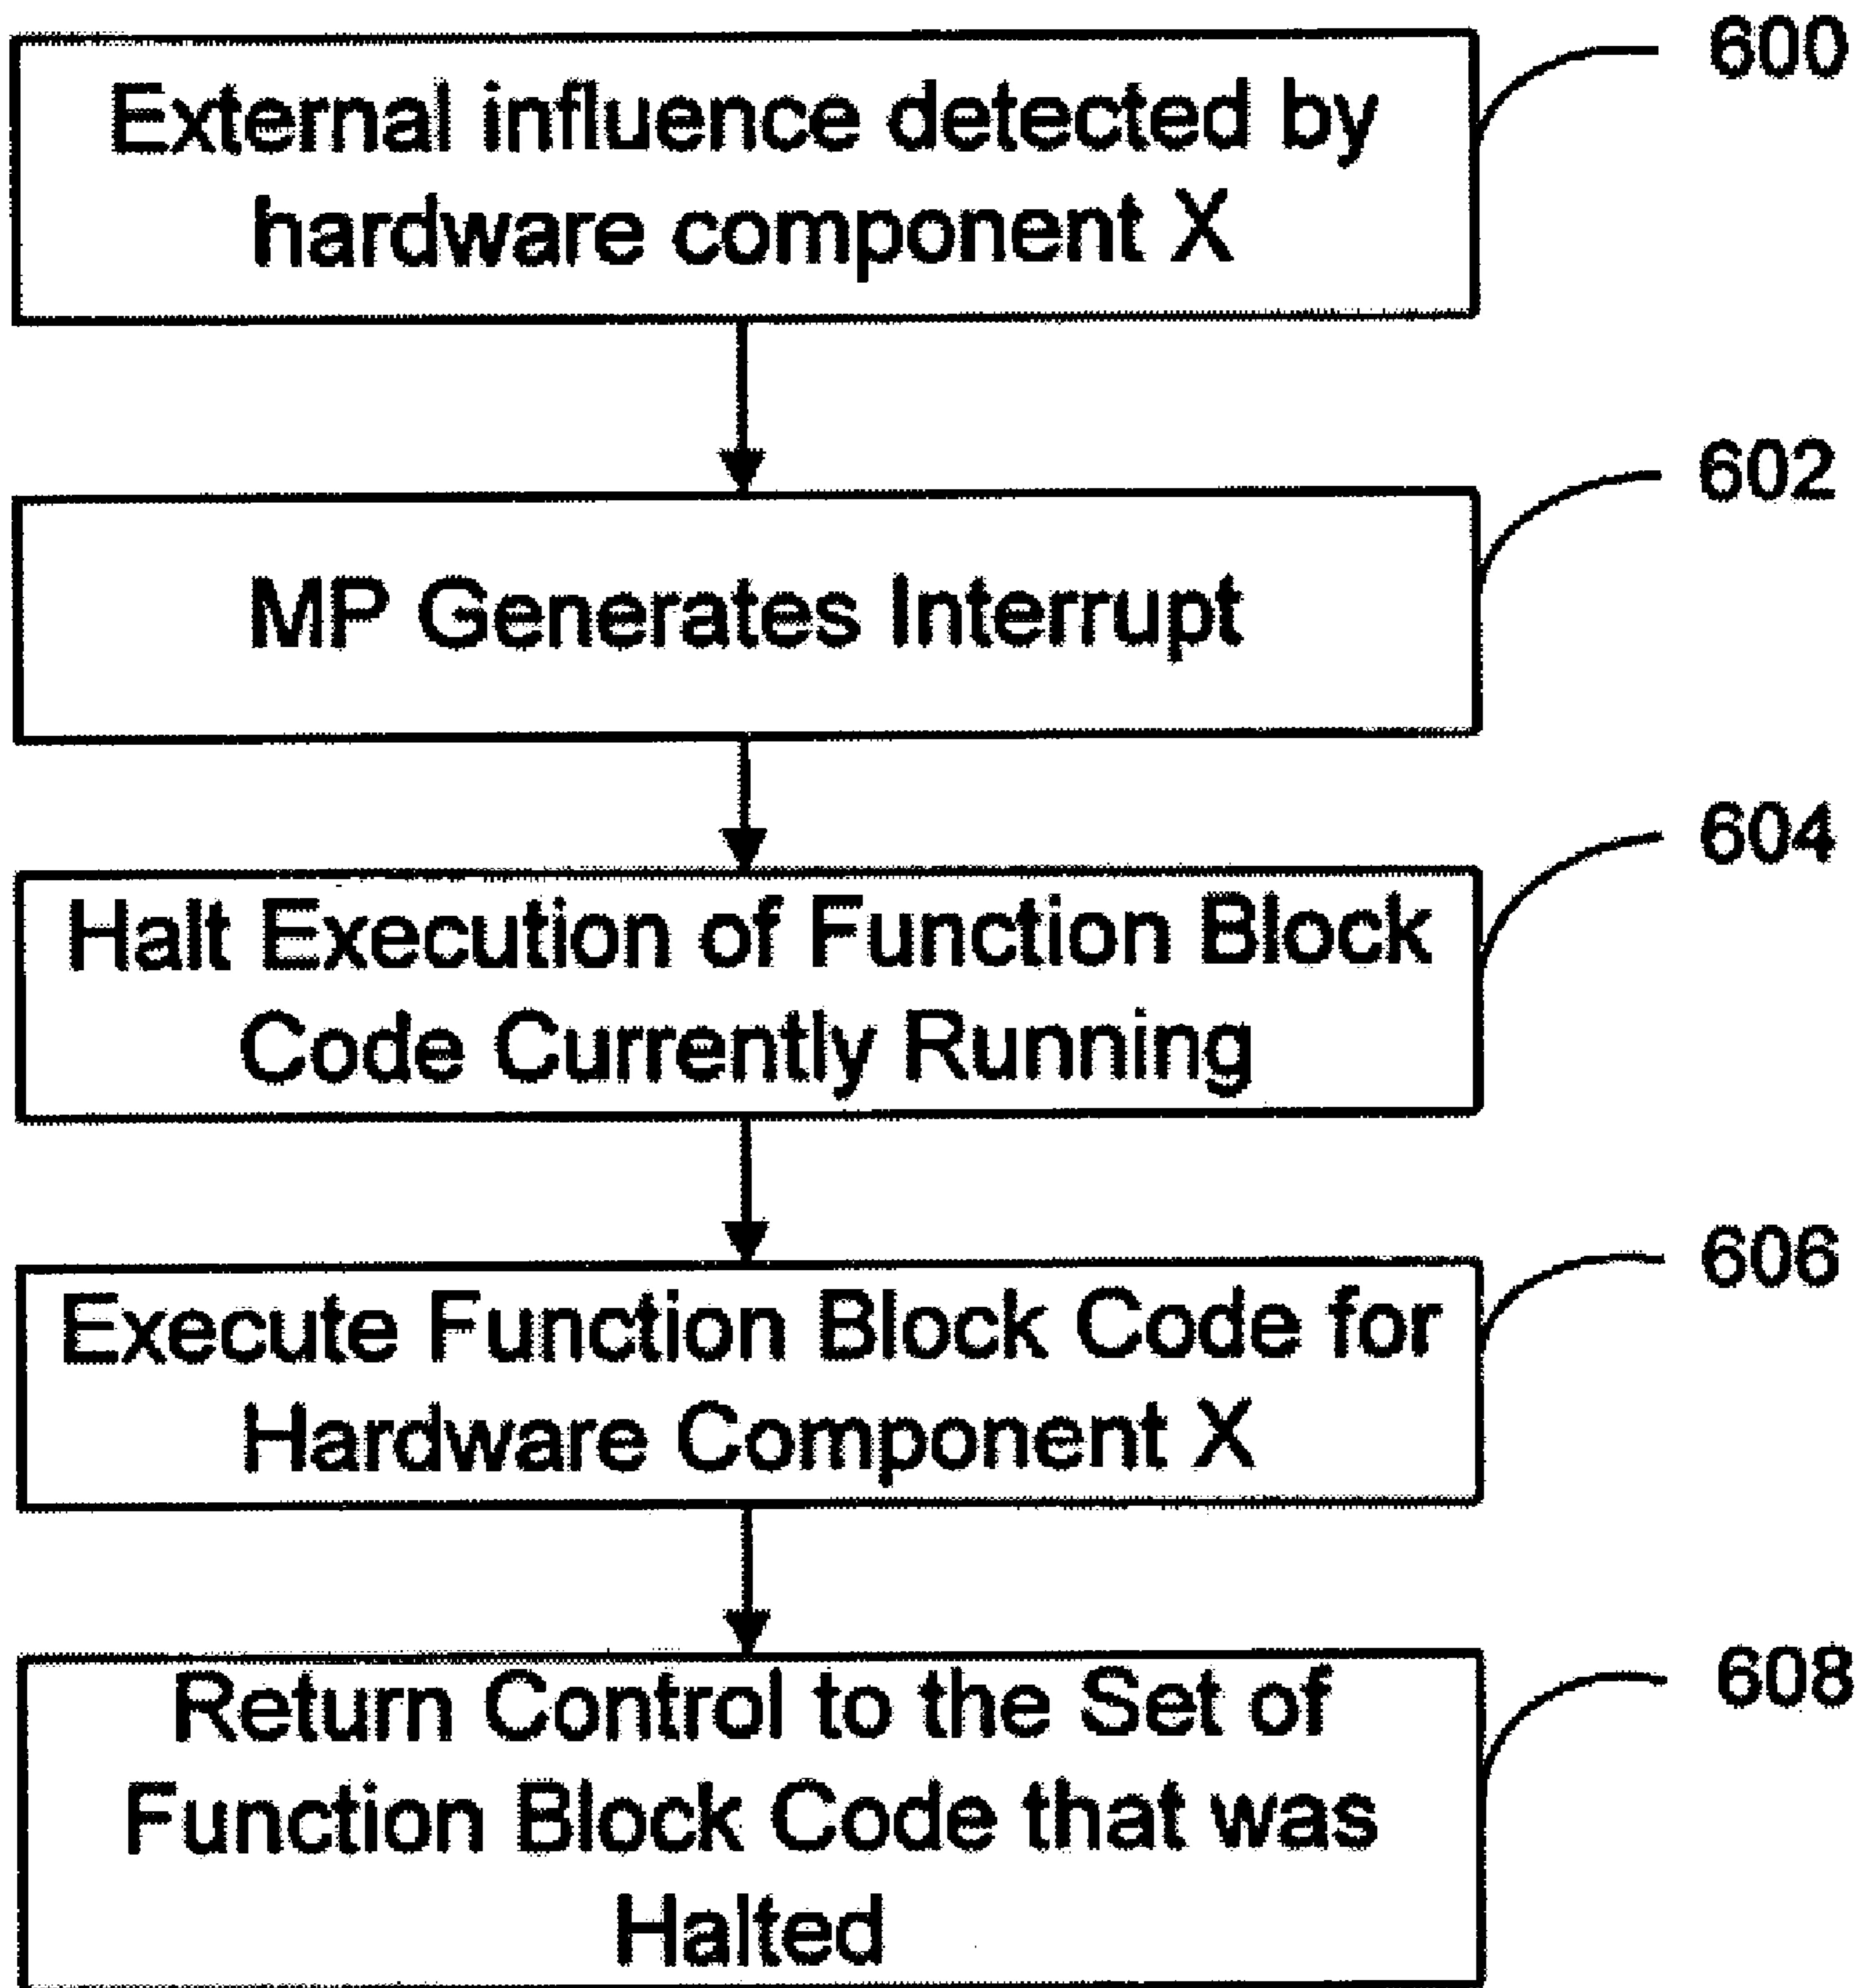 600
External influence detected by
hardware component X
602
MP Generates Interrupt
604
Halt Execution of Function Block
Code Currently Running
606
Execute Function Block Code for
Hardware Component X
608
Return Control to the Set of
Function Block Code that was
Halted